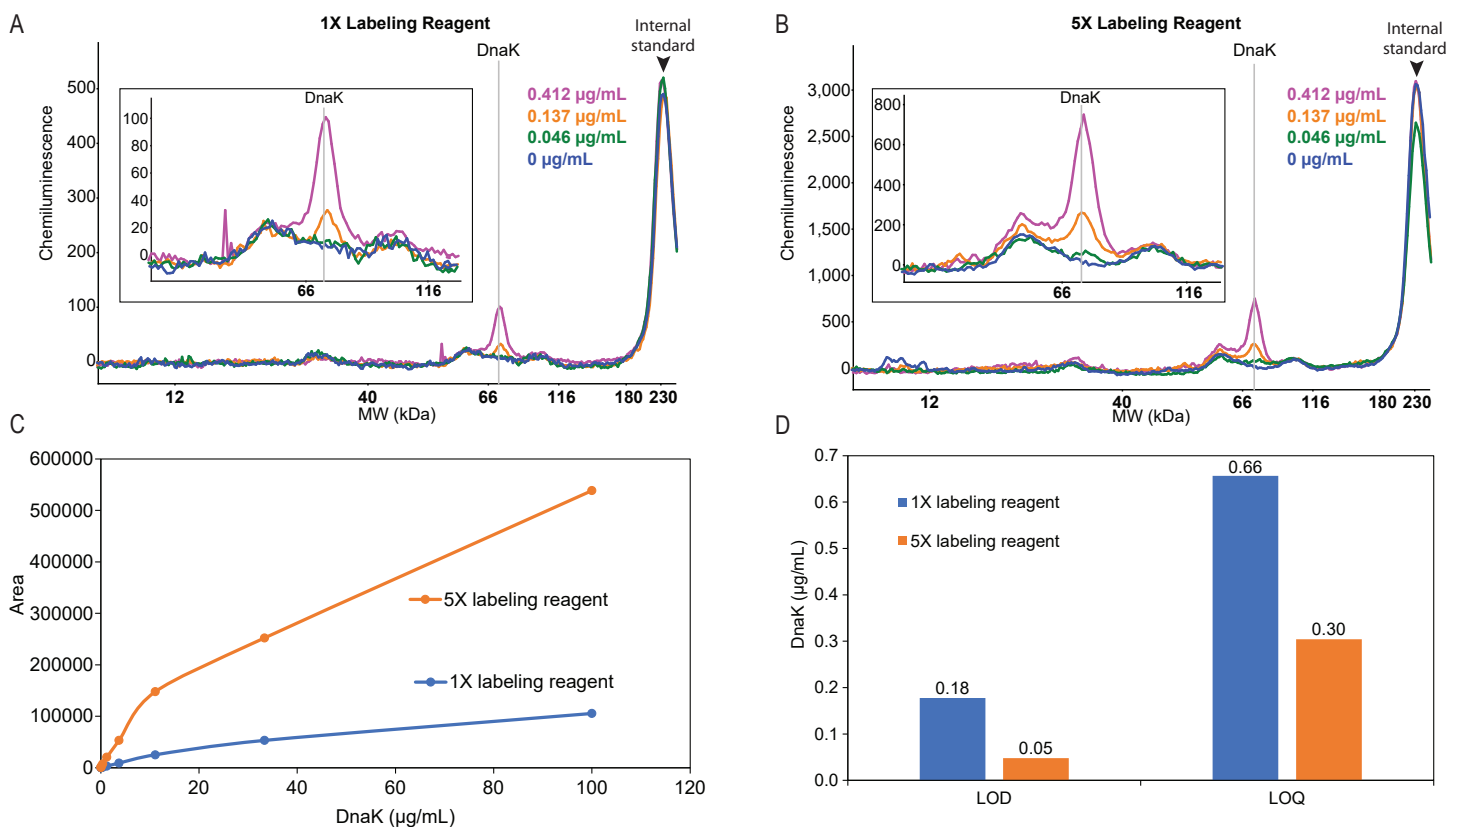 A
1X Labeling Reagent
Internal
standard
DnaK
500
400
300
200
100
0
Chemiluminescence
DnaK
100
80
60
40
20
0
66
116
0.412 µg/mL
0.137 µg/mL
0.046 µg/mL
0 µg/mL
12
40
66
116
180
230
MW (kDa)
B
5X Labeling Reagent
Internal
standard
DnaK
3,000
2,500
2,000
1,500
1,000
500
0
Chemiluminescence
DnaK
800
600
400
200
0
66
116
0.412 µg/mL
0.137 µg/mL
0.046 µg/mL
0 µg/mL
12
40
66
116
180
230
MW (kDa)
C
600000
500000
400000
300000
200000
100000
0
Area
5X labeling reagent
1X labeling reagent
0
20
40
60
80
100
120
DnaK (µg/mL)
D
0.7
0.6
0.5
0.4
0.3
0.2
0.1
0.0
DnaK (µg/mL)
1X labeling reagent
5X labeling reagent
0.18
0.05
0.66
0.30
LOD
LOQ